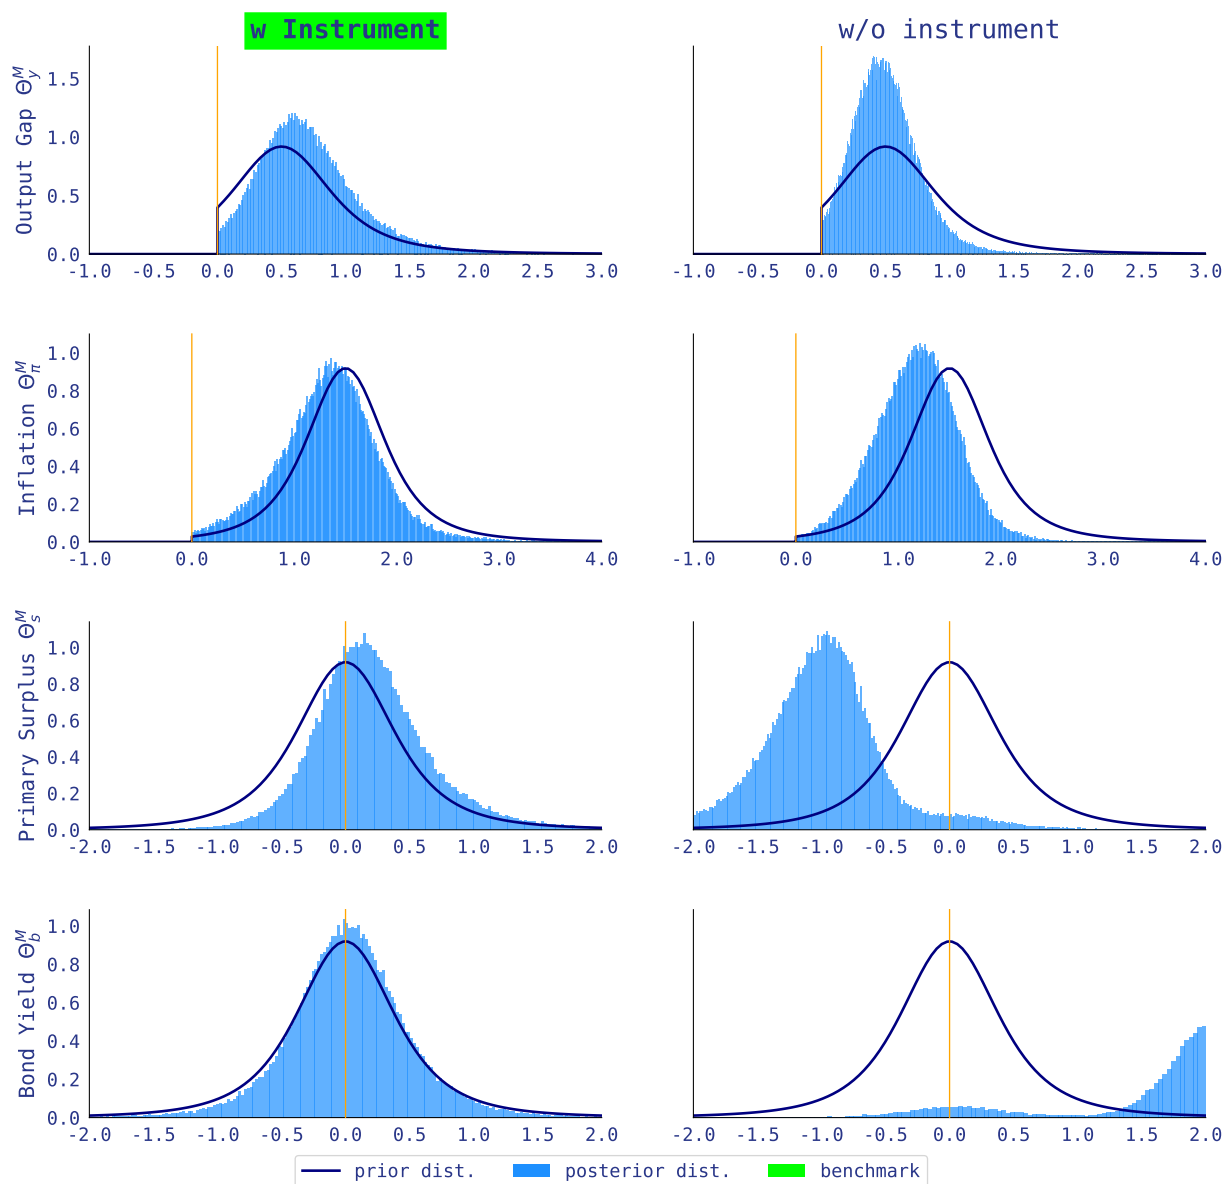 w Instrument
w/o instrument
Output Gap Θ_y^M
1.5
1.0
0.5
0.0
-1.0 -0.5 0.0 0.5 1.0 1.5 2.0 2.5 3.0
-1.0 -0.5 0.0 0.5 1.0 1.5 2.0 2.5 3.0
Inflation Θ_π^M
1.0
0.8
0.6
0.4
0.2
0.0
-1.0 0.0 1.0 2.0 3.0 4.0
-1.0 0.0 1.0 2.0 3.0 4.0
Primary Surplus Θ_s^M
1.0
0.8
0.6
0.4
0.2
0.0
-2.0 -1.5 -1.0 -0.5 0.0 0.5 1.0 1.5 2.0
-2.0 -1.5 -1.0 -0.5 0.0 0.5 1.0 1.5 2.0
Bond Yield Θ_b^M
1.0
0.8
0.6
0.4
0.2
0.0
-2.0 -1.5 -1.0 -0.5 0.0 0.5 1.0 1.5 2.0
-2.0 -1.5 -1.0 -0.5 0.0 0.5 1.0 1.5 2.0
prior dist. posterior dist. benchmark